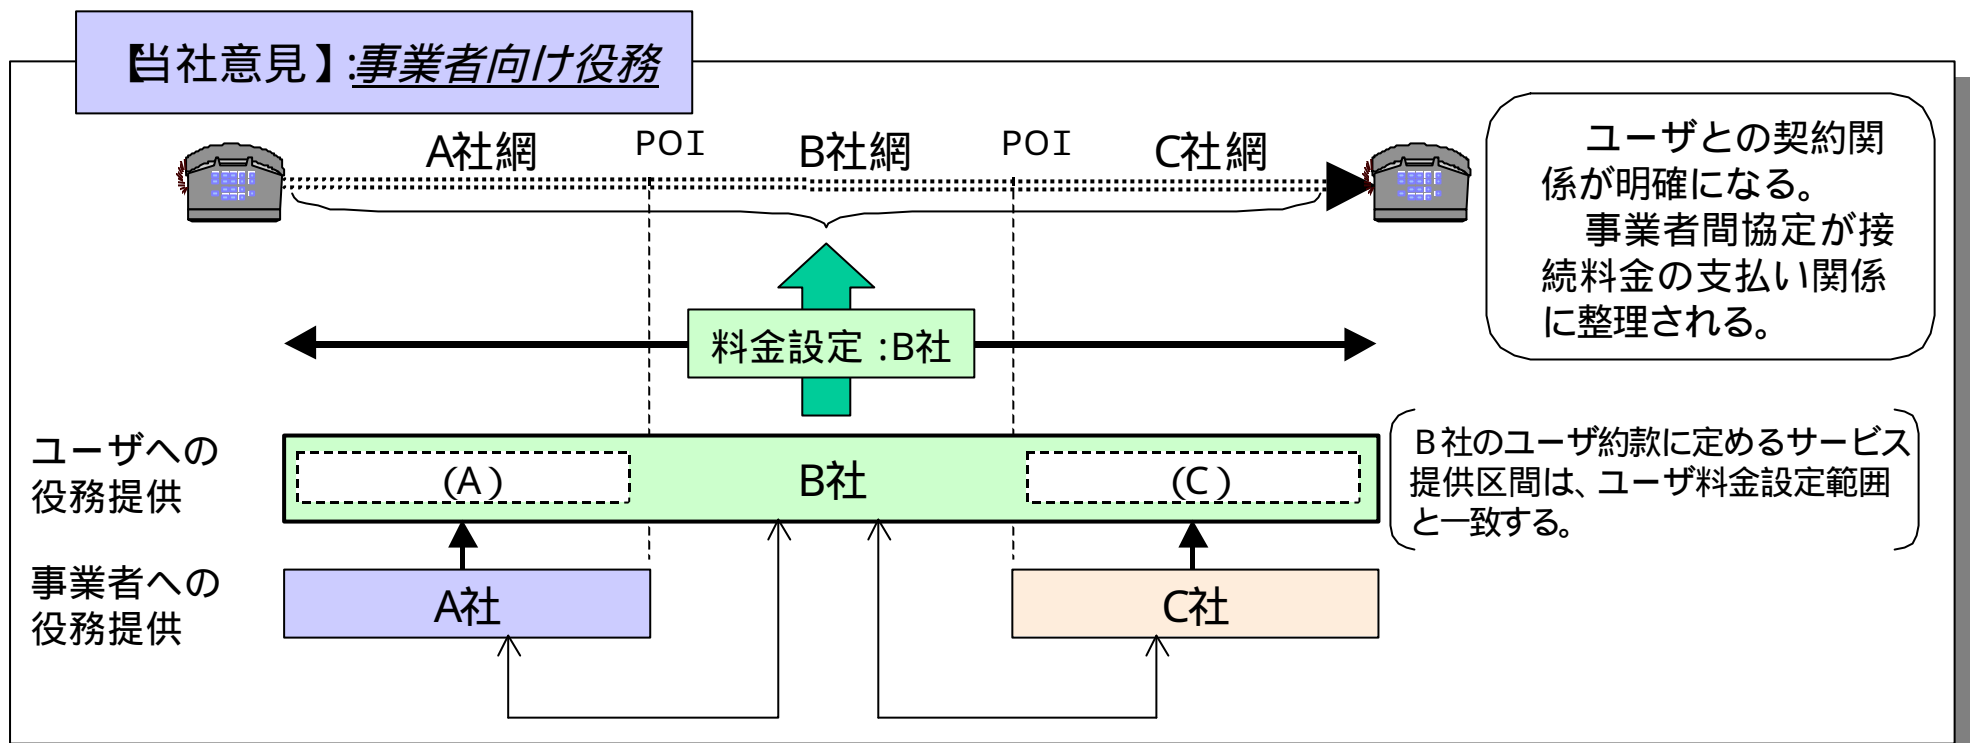 【当社意見】:事業者向け役務
A社網
POI
B社網
POI
C社網
ユーザとの契約関
係が明確になる。
事業者間協定が接
続料金の支払い関係
に整理される。
料金設定:B社
ユーザへの
役務提供
(A)
B社
(C)
B社のユーザ約款に定めるサービス
提供区間は、ユーザ料金設定範囲
と一致する。
事業者への
役務提供
A社
C社